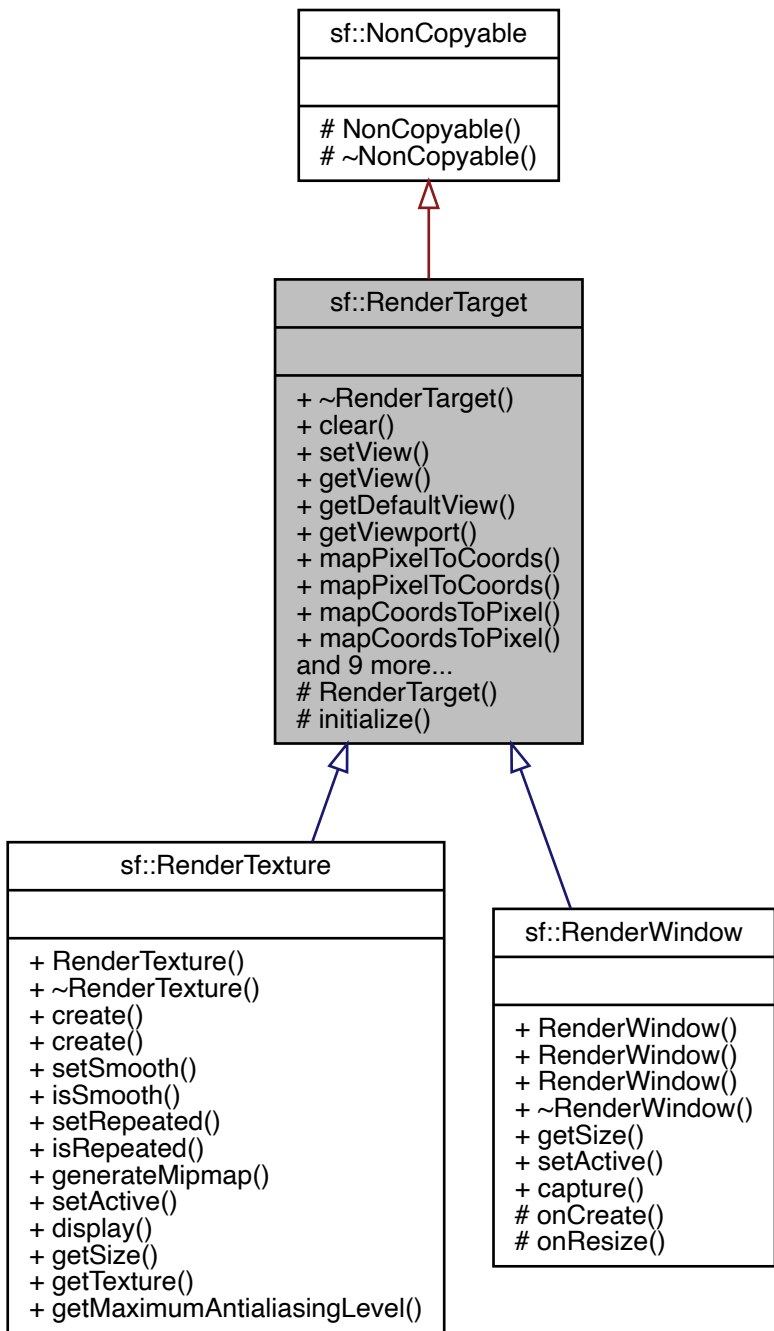 sf::NonCopyable
# NonCopyable()
# ~NonCopyable()
sf::RenderTarget
+ ~RenderTarget()
+ clear()
+ setView()
+ getView()
+ getDefaultView()
+ getViewport()
+ mapPixelToCoords()
+ mapPixelToCoords()
+ mapCoordsToPixel()
+ mapCoordsToPixel()
and 9 more...
# RenderTarget()
# initialize()
sf::RenderTexture
+ RenderTexture()
+ ~RenderTexture()
+ create()
+ create()
+ setSmooth()
+ isSmooth()
+ setRepeated()
+ isRepeated()
+ generateMipmap()
+ setActive()
+ display()
+ getSize()
+ getTexture()
+ getMaximumAntialiasingLevel()
sf::RenderWindow
+ RenderWindow()
+ RenderWindow()
+ RenderWindow()
+ ~RenderWindow()
+ getSize()
+ setActive()
+ capture()
# onCreate()
# onResize()